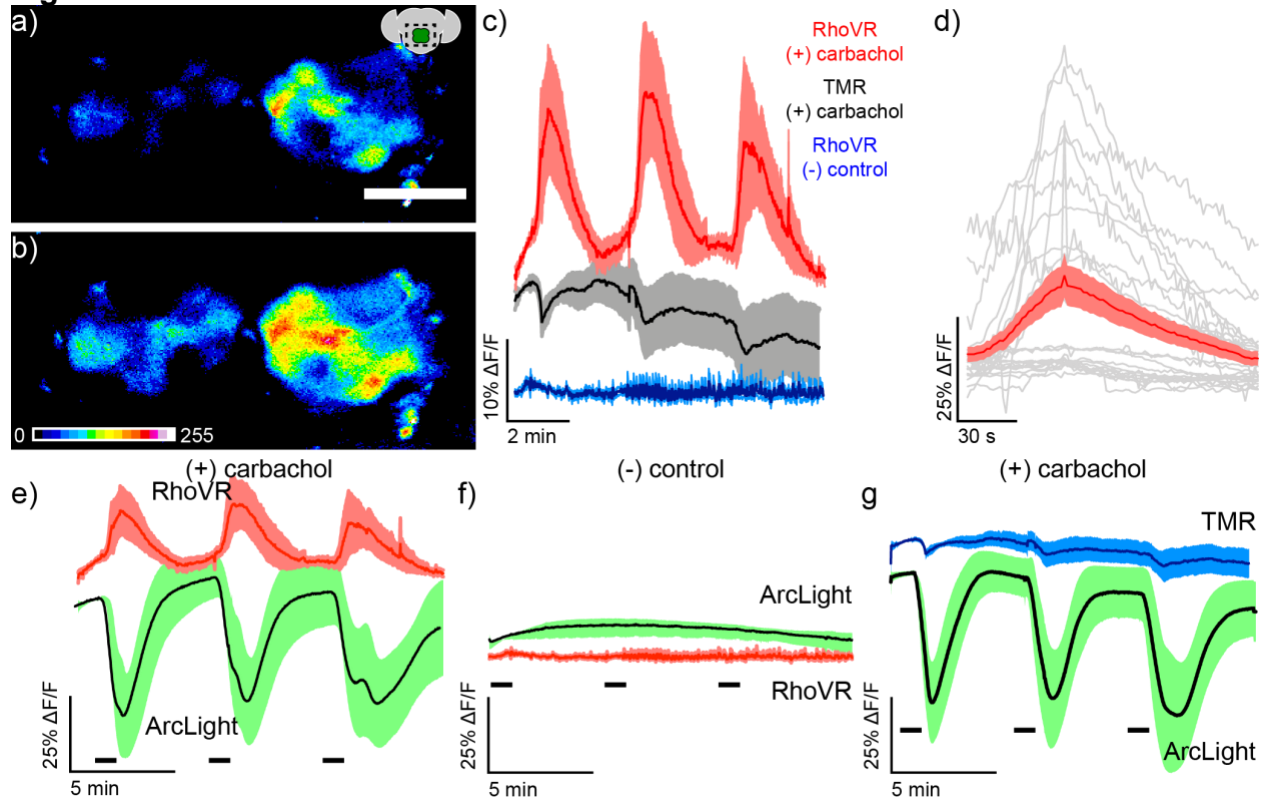 a)
b)
0 255
c)
RhoVR
(+) carbachol
TMR
(+) carbachol
RhoVR
(-) control
10% ΔF/F
2 min
d)
25% ΔF/F
30 s
(+) carbachol
e)
RhoVR
ArcLight
25% ΔF/F
5 min
(-) control
f)
ArcLight
RhoVR
25% ΔF/F
5 min
(+) carbachol
g)
TMR
ArcLight
25% ΔF/F
5 min